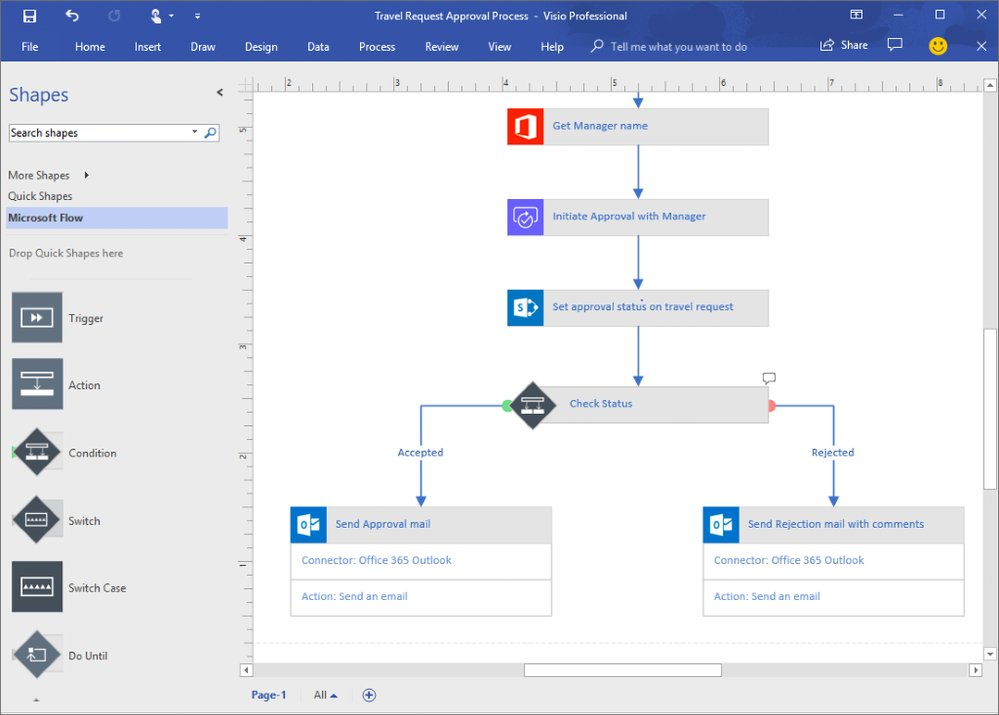 Travel Request Approval Process - Visio Professional
File Home Insert Draw Design Data Process Review View Help Tell me what you want to do Share
Shapes
Search shapes
More Shapes
Quick Shapes
Microsoft Flow
Drop Quick Shapes here
Trigger
Action
Condition
Switch
Switch Case
Do Until
2 3 4 5 6 7 8
5
4
3
2
1
Get Manager name
Initiate Approval with Manager
S
Set approval status on travel request
Check Status
Accepted
Rejected
o Send Approval mail
Connector: Office 365 Outlook
Action: Send an email
o Send Rejection mail with comments
Connector: Office 365 Outlook
Action: Send an email
Page-1 All